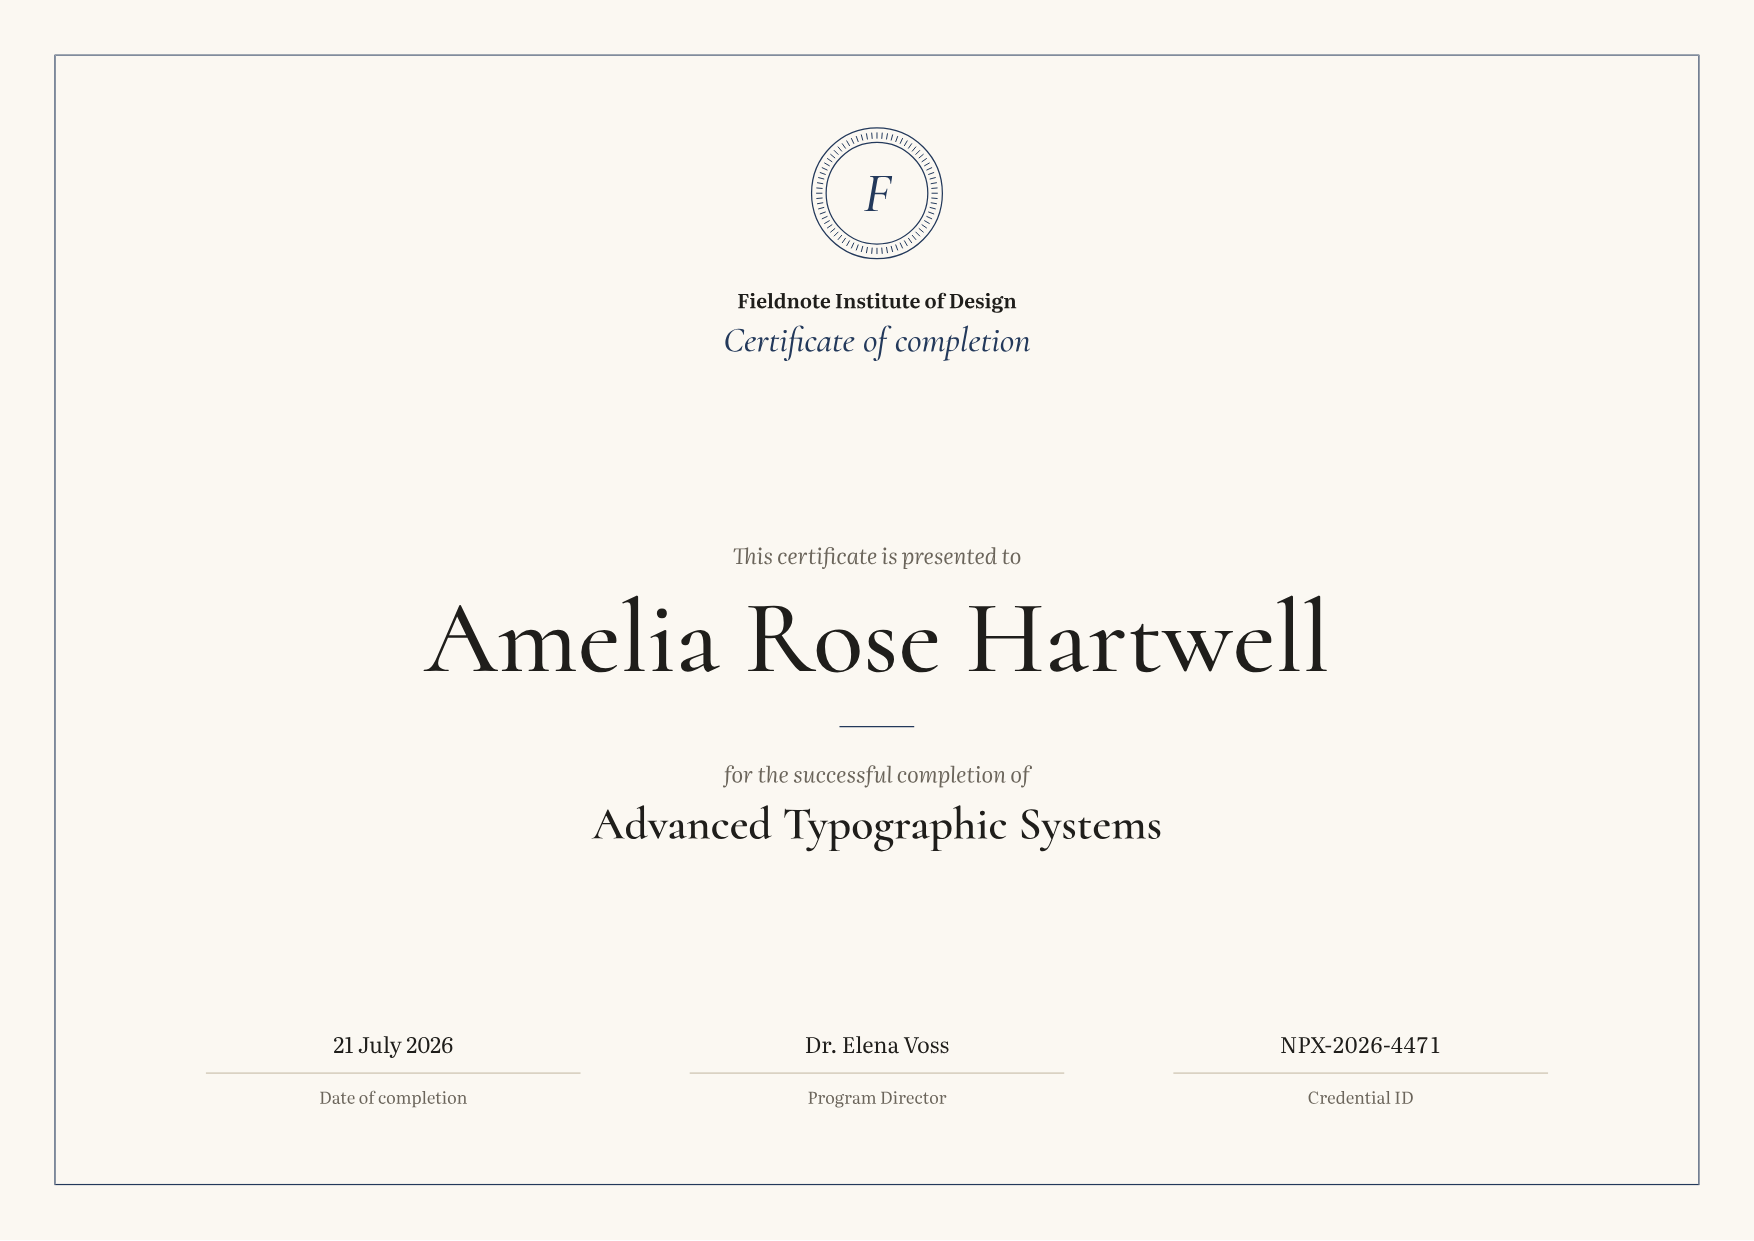 F
Fieldnote Institute of Design
Certificate of completion
This certificate is presented to
Amelia Rose Hartwell
for the successful completion of
Advanced Typographic Systems
21 July 2026
Dr. Elena Voss
NPX-2026-4471
Date of completion
Program Director
Credential ID